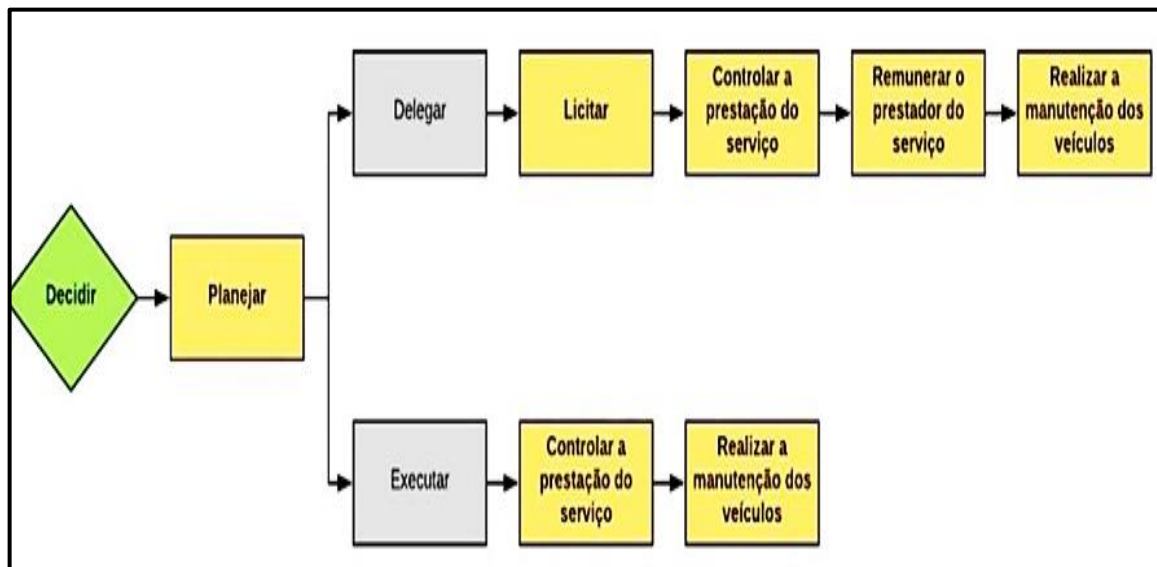 Decidir
Planejar
Delegar
Licitar
Controlar a
prestação do
serviço
Remunerar o
prestador do
serviço
Realizar a
manutenção dos
veículos
Executar
Controlar a
prestação do
serviço
Realizar a
manutenção dos
veículos